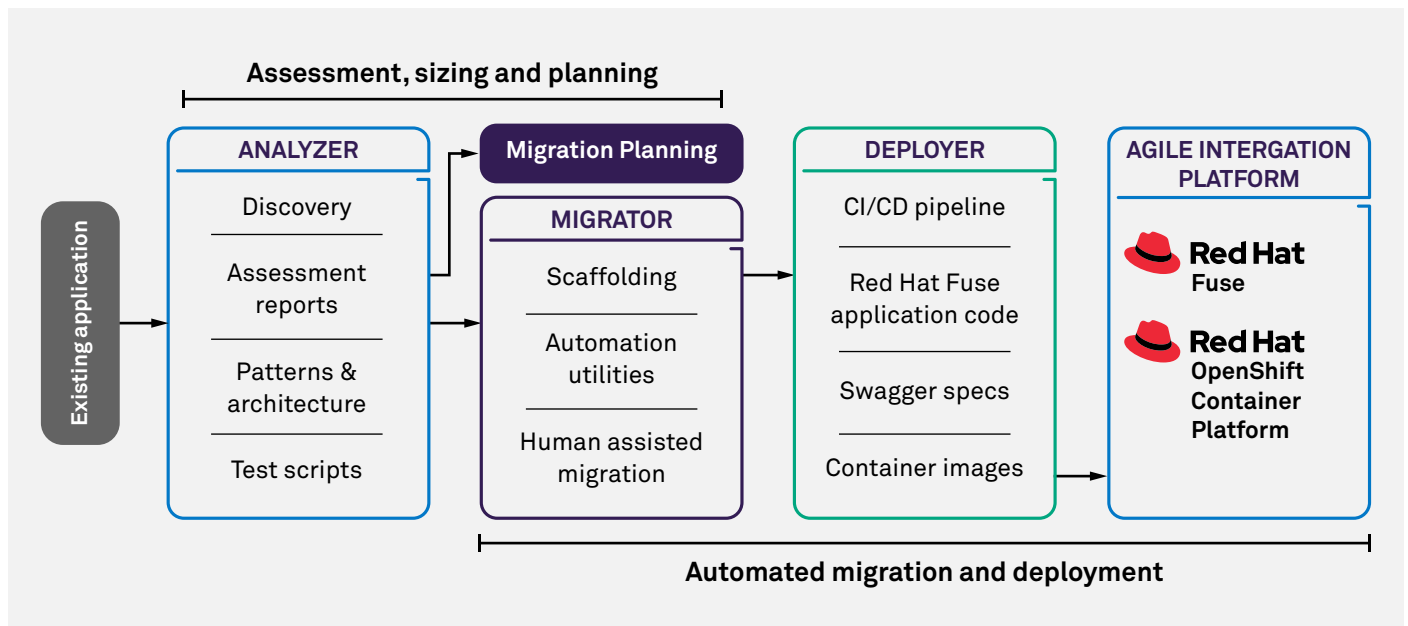 Assessment, sizing and planning
Existing application
ANALYZER
Discovery
Assessment
reports
Patterns &
architecture
Test scripts
Migration Planning
MIGRATOR
Scaffolding
Automation
utilities
Human assisted
migration
DEPLOYER
CI/CD pipeline
Red Hat Fuse
application code
Swagger specs
Container images
AGILE INTERGATION
PLATFORM
Red Hat
Fuse
Red Hat
OpenShift
Container
Platform
Automated migration and deployment